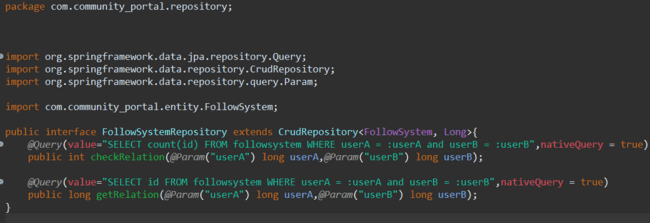 package com.community_portal.repository;
import org.springframework.data.jpa.repository.Query;
import org.springframework.data.repository.CrudRepository;
import org.springframework.data.repository.query.Param;
import com.community_portal.entity.FollowSystem;
public interface FollowSystemRepository extends CrudRepository<FollowSystem, Long>{
@Query(value="SELECT count(id) FROM followsystem WHERE userA = :userA and userB = :userB",nativeQuery = true)
public int checkRelation(@Param("userA") long userA,@Param("userB") long userB);
@Query(value="SELECT id FROM followsystem WHERE userA = :userA and userB = :userB",nativeQuery = true)
public long getRelation(@Param("userA") long userA,@Param("userB") long userB);
}